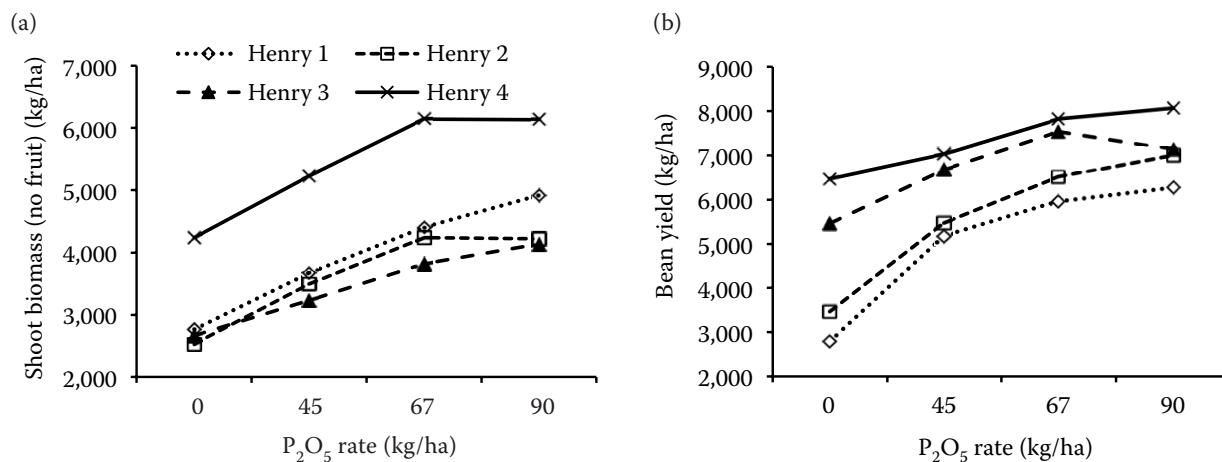 (a)
Henry 1
Henry 2
Henry 3
Henry 4
Shoot biomass (no fruit) (kg/ha)
7,000
6,000
5,000
4,000
3,000
2,000
0 45 67 90
P₂O₅ rate (kg/ha)
(b)
Bean yield (kg/ha)
9,000
8,000
7,000
6,000
5,000
4,000
3,000
2,000
0 45 67 90
P₂O₅ rate (kg/ha)